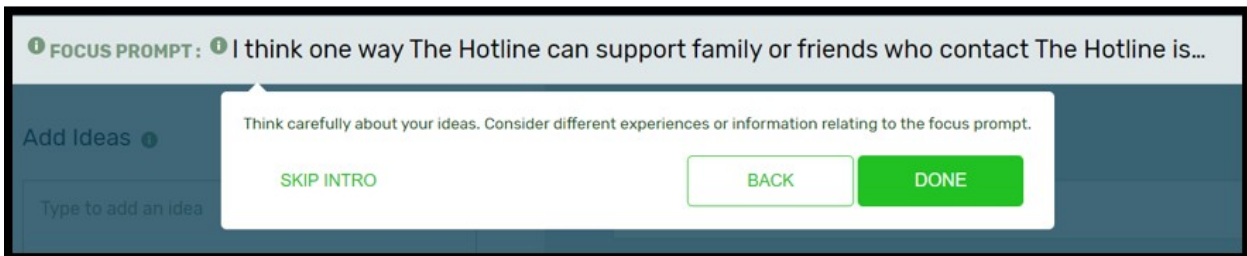 FOCUS PROMPT: I think one way The Hotline can support family or friends who contact The Hotline is...
Think carefully about your ideas. Consider different experiences or information relating to the focus prompt.
Add Ideas
SKIP INTRO BACK DONE
Type to add an idea